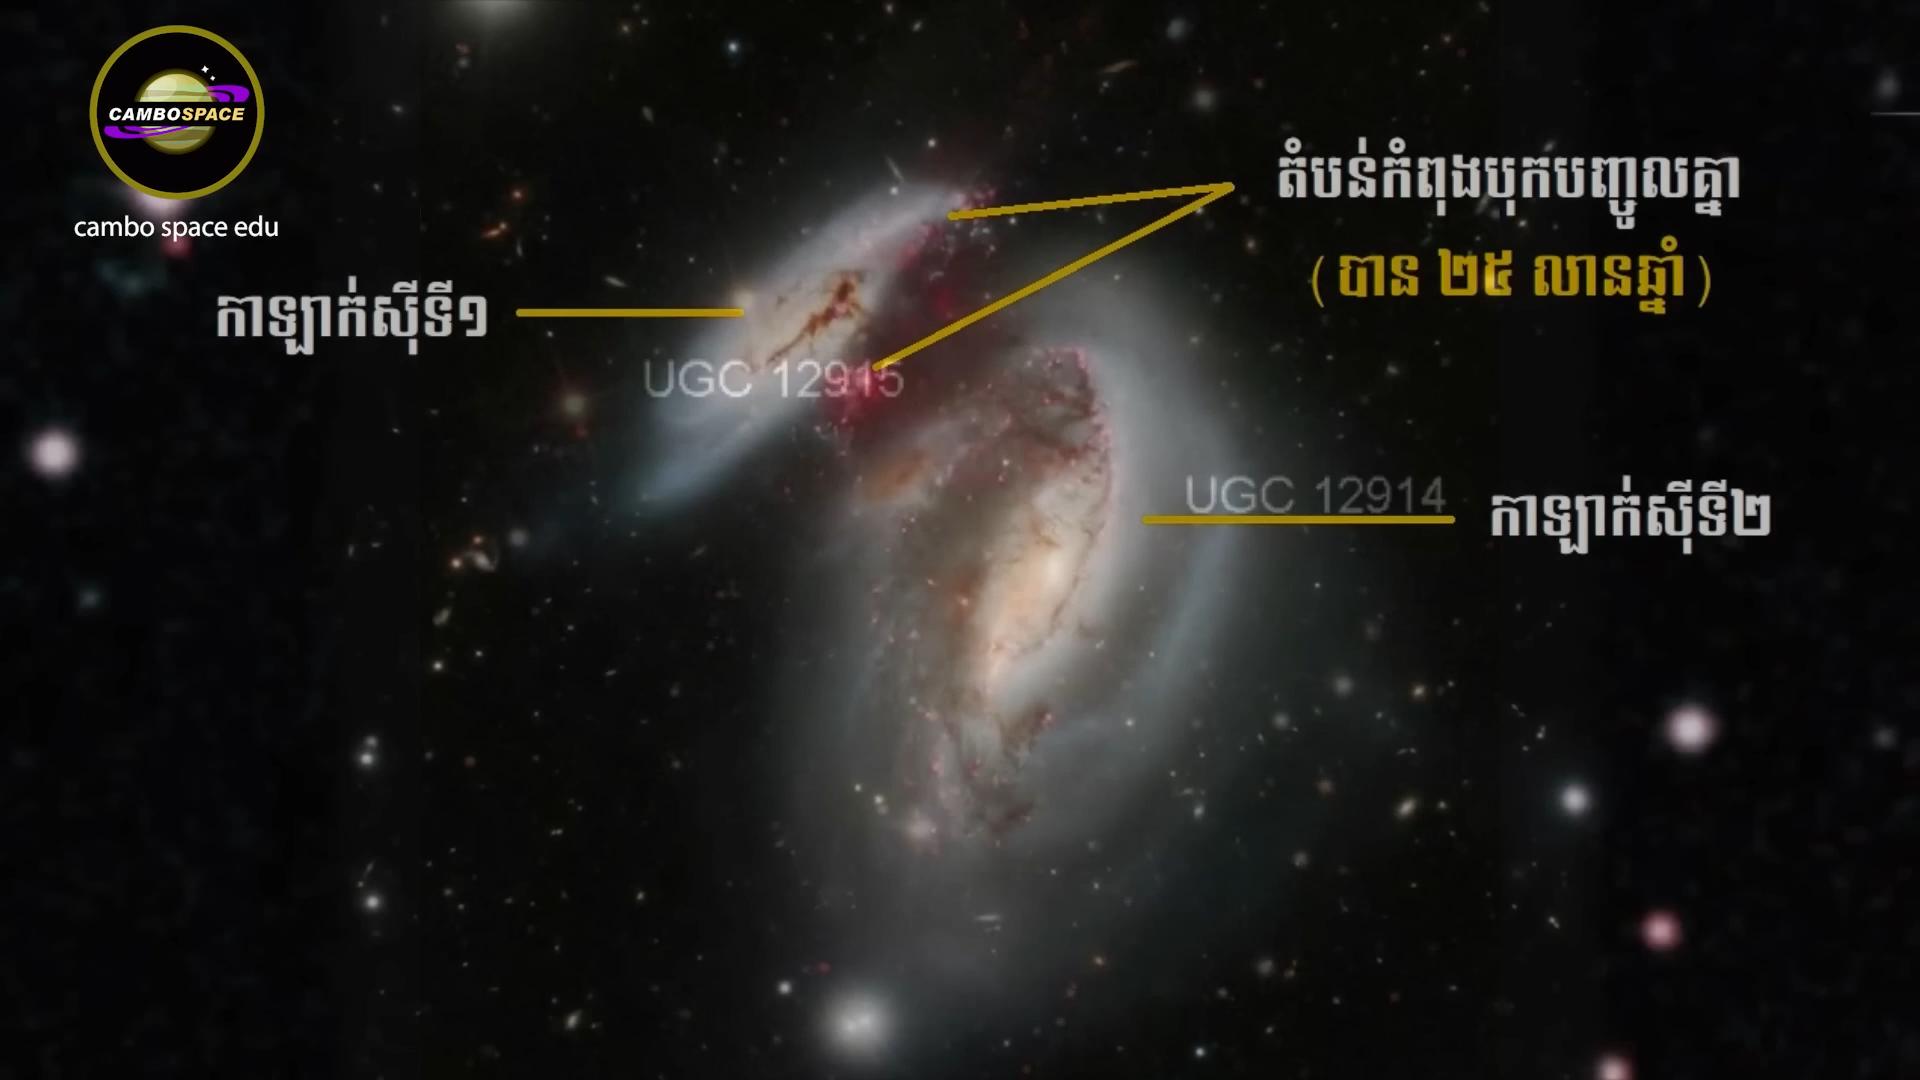 CAMBOSPACE
cambo space edu
តំបន់កំពុងបុកបញ្ចូលគ្នា
( បាន ២៥ លានឆ្នាំ )
កាឡាក់ស៊ីទី១
UGC 12915
UGC 12914
កាឡាក់ស៊ីទី២